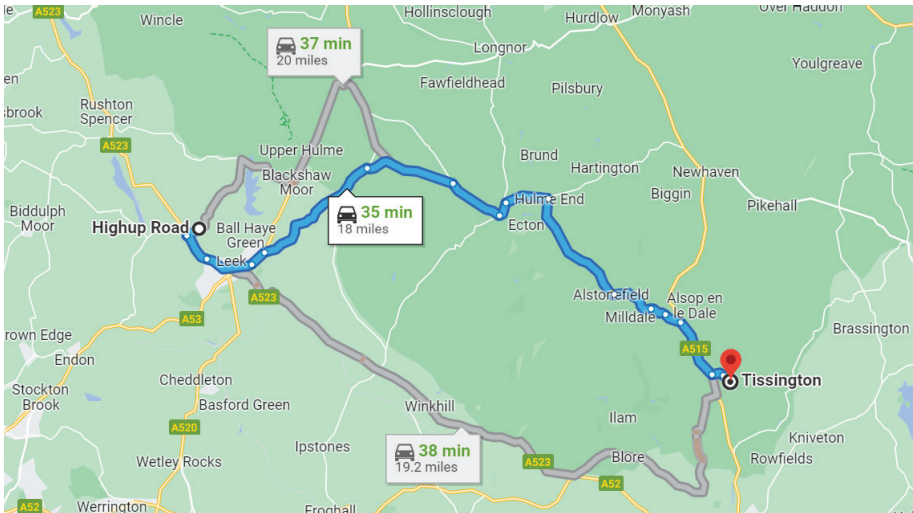 A523
Wincle
Hollinsclough
Hurdlow
Monyash
Over Haddon
37 min
20 miles
Longnor
Youlgreave
Fawfieldhead
Pilsbury
Rushton
Spencer
sbrook
A523
Upper Hulme
Blackshaw
Moor
Brund
Hartington
Newhaven
Biggin
Pikehall
Biddulph
Moor
Highup Road
Ball Haye
Green
35 min
18 miles
Hulme End
Ecton
Leek
A523
A53
Alstonefield
Milldale
Alsop en
le Dale
Brassington
rown Edge
Endon
A515
Tissington
Cheddleton
Stockton
Brook
Basford Green
Winkhill
Ilam
A520
Kniveton
38 min
19.2 miles
Ipstones
Wetley Rocks
A523
Blore
Rowfields
A52
A52
Werrington
Froghall